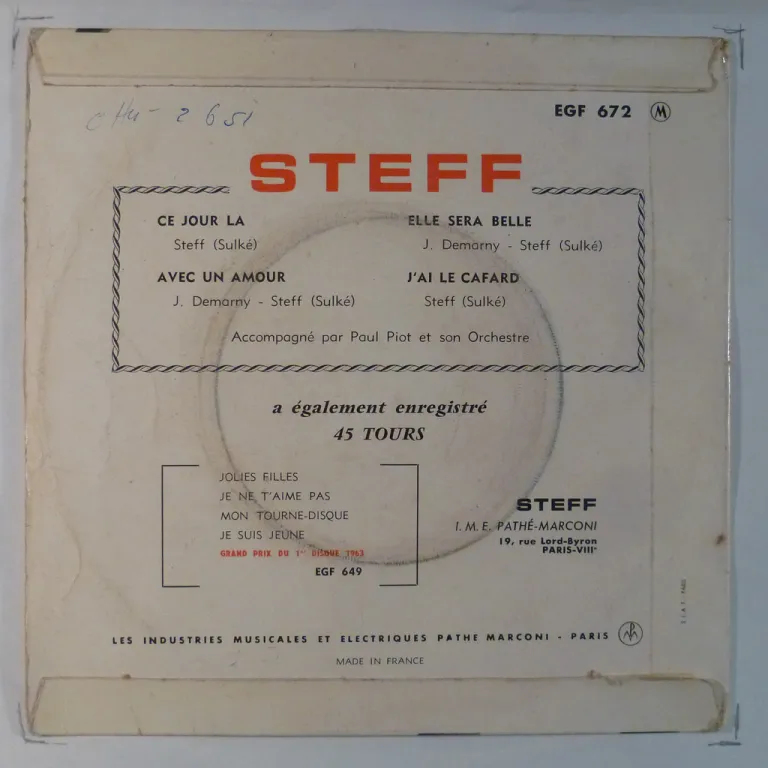 2651
EGF 672 M
STEFF
CE JOUR LA
Steff (Sulké)
AVEC UN AMOUR
J. Demarny - Steff (Sulké)
ELLE SERA BELLE
J. Demarny - Steff (Sulké)
J'AI LE CAFARD
Steff (Sulké)
Accompagné par Paul Piot et son Orchestre
a également enregistré
45 TOURS
JOLIES FILLES
JE NE T'AIME PAS
MON TOURNE-DISQUE
JE SUIS JEUNE
GRAND PRIX DU 1er DISQUE 1963
EGF 649
STEFF
I. M. E. PATHÉ-MARCONI
19, rue Lord-Byron
PARIS-VIIIe
LES INDUSTRIES MUSICALES ET ELECTRIQUES PATHE MARCONI - PARIS
MADE IN FRANCE